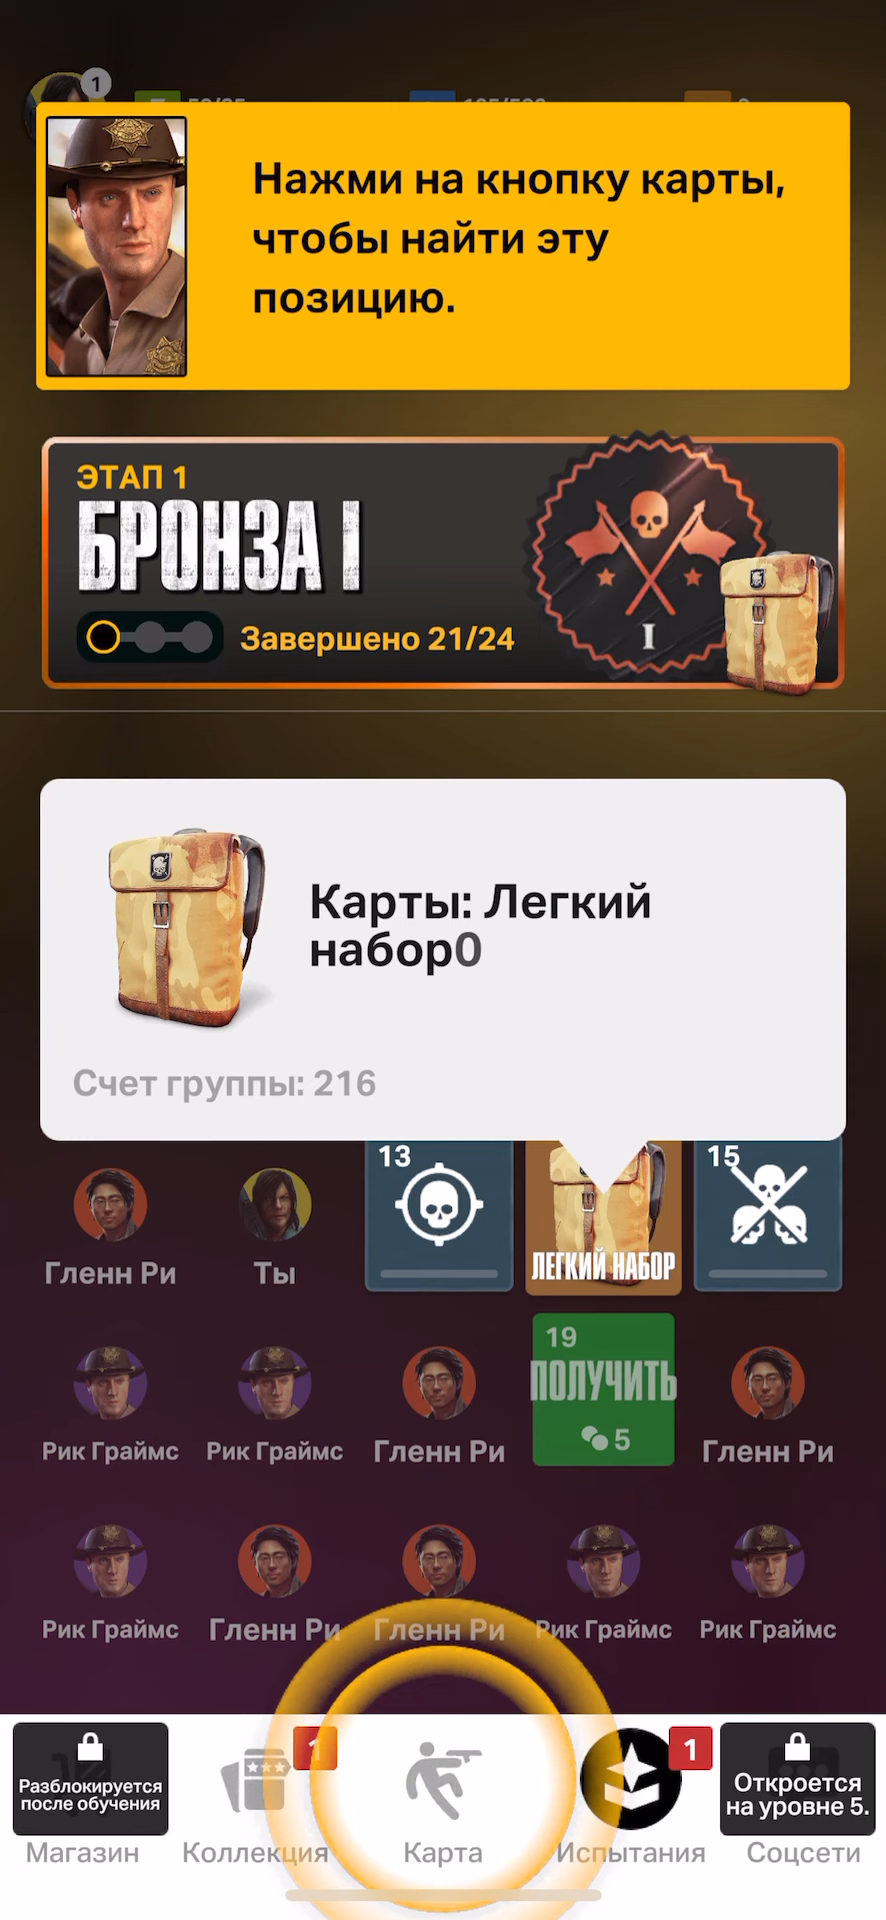 1
Нажми на кнопку карты,
чтобы найти эту
позицию.
ЭТАП 1
БРОНЗА I
I
Завершено 21/24
Карты: Легкий
набор0
Счет группы: 216
13
15
ЛЕГКИЙ НАБОР
Гленн Ри
Ты
19
ПОЛУЧИТЬ
5
Рик Граймс
Рик Граймс
Гленн Ри
Гленн Ри
Рик Граймс
Гленн Ри
Гленн Ри
Рик Граймс
Рик Граймс
Разблокируется
после обучения
1
1
Откроется
на уровне 5.
Магазин
Коллекция
Карта
Испытания
Соцсети